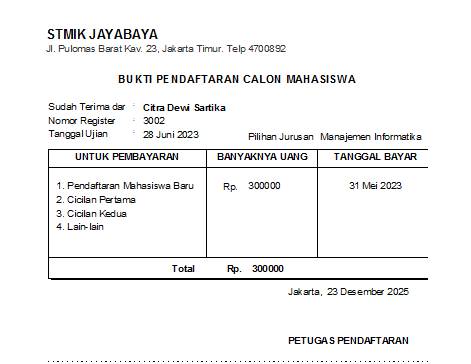 STMIK JAYABAYA
Jl. Pulomas Barat Kav. 23, Jakarta Timur. Telp 4700892
BUKTI PENDAFTARAN CALON MAHASISWA
Sudah Terima dar : Citra Dewi Sartika
Nomor Register : 3002
Tanggal Ujian : 28 Juni 2023 Pilihan Jurusan Manajemen Informatika
UNTUK PEMBAYARAN BANYAKNYA UANG TANGGAL BAYAR
1. Pendaftaran Mahasiswa Baru Rp. 300000 31 Mei 2023
2. Cicilan Pertama
3. Cicilan Kedua
4. Lain-lain
Total Rp. 300000
Jakarta, 23 Desember 2025
PETUGAS PENDAFTARAN